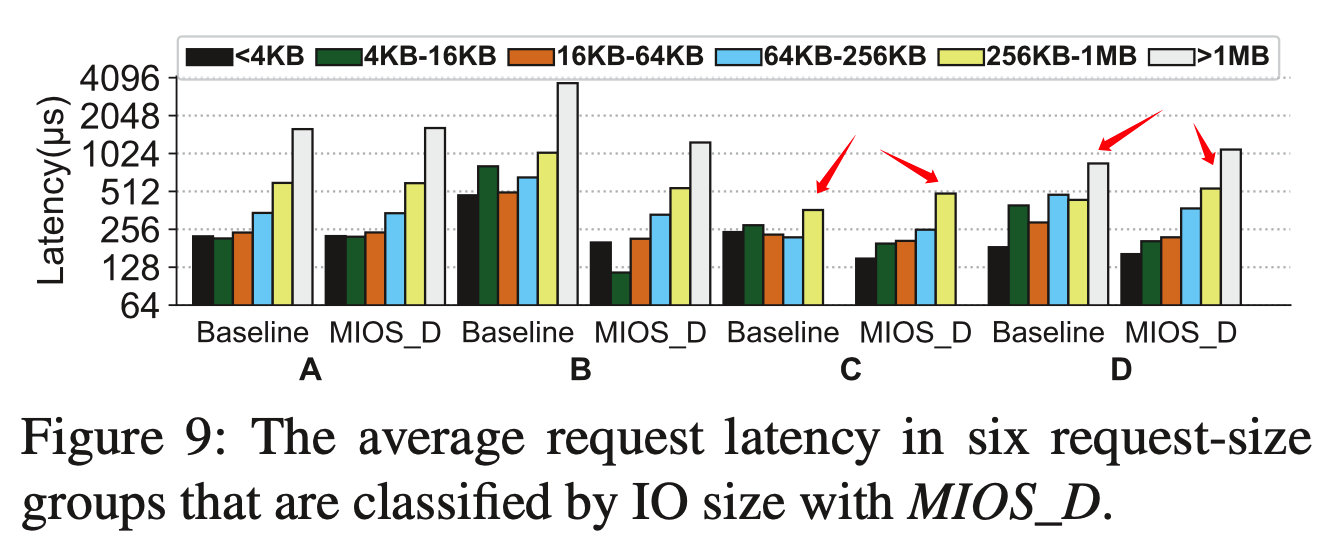 <4KB 4KB-16KB 16KB-64KB 64KB-256KB 256KB-1MB >1MB
Latency(μs)
4096
2048
1024
512
256
128
64
Baseline MIOS_D Baseline MIOS_D Baseline MIOS_D Baseline MIOS_D
A B C D
Figure 9: The average request latency in six request-size
groups that are classified by IO size with MIOS_D.